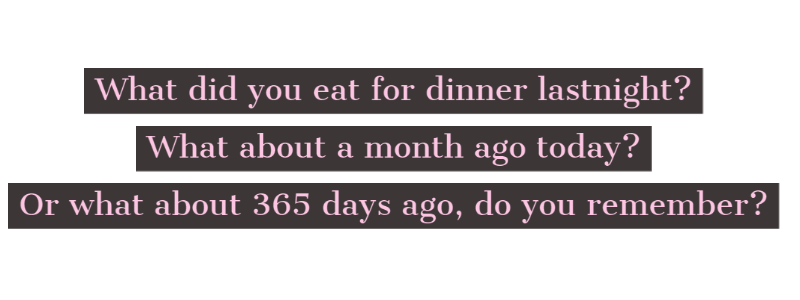 What did you eat for dinner lastnight?
What about a month ago today?
Or what about 365 days ago, do you remember?